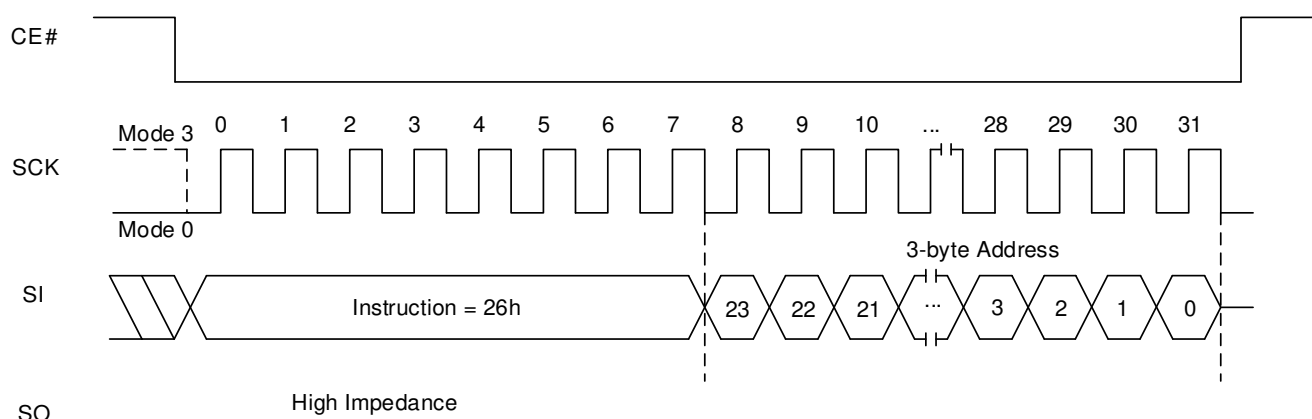 CE#
Mode 3 0 1 2 3 4 5 6 7 8 9 10 ... 28 29 30 31
SCK
Mode 0
3-byte Address
SI Instruction = 26h 23 22 21 ... 3 2 1 0
High Impedance
SO